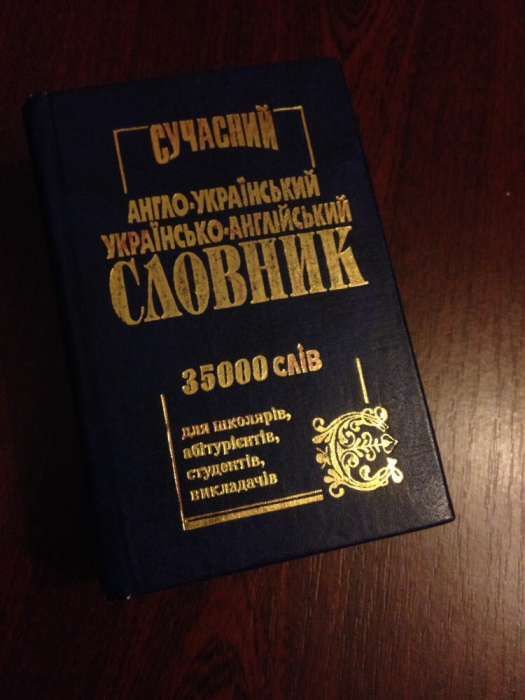 СУЧАСНИЙ
АНГЛО-УКРАЇНСЬКИЙ
УКРАЇНСЬКО-АНГЛІЙСЬКИЙ
СЛОВНИК
35000 СЛІВ
для школярів,
абітурієнтів,
студентів,
викладачів